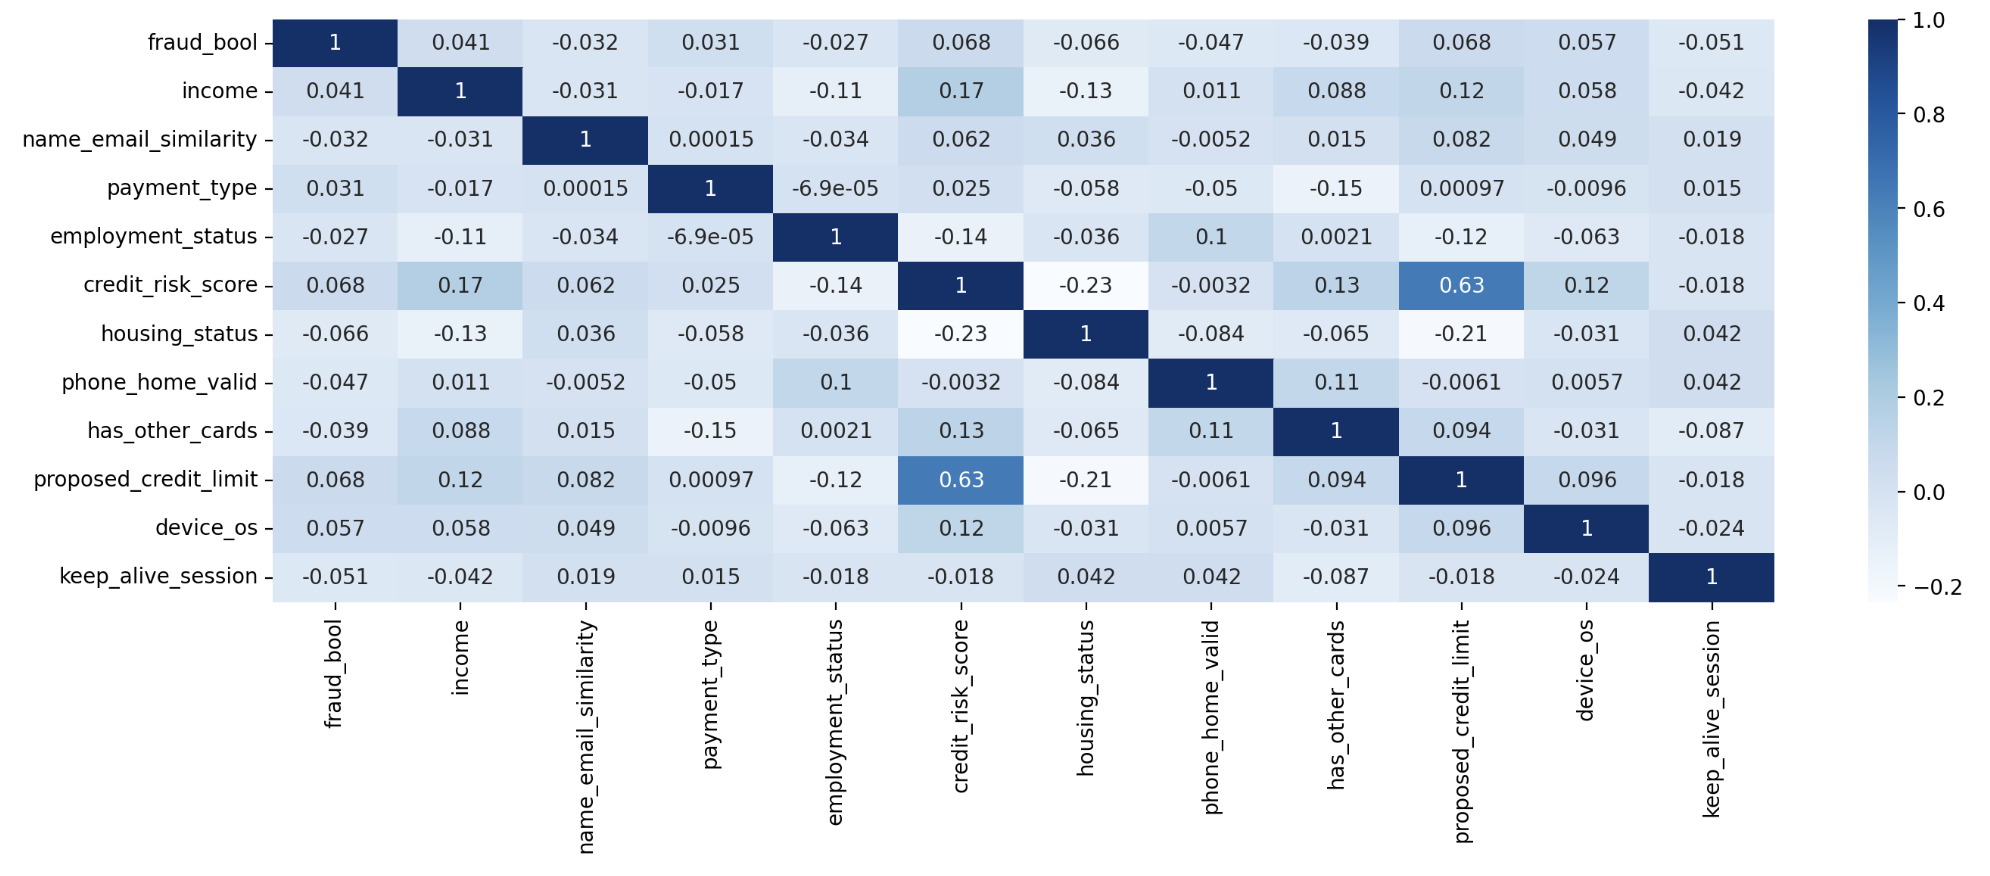 fraud_bool 1 0.041 -0.032 0.031 -0.027 0.068 -0.066 -0.047 -0.039 0.068 0.057 -0.051
income 0.041 1 -0.031 -0.017 -0.11 0.17 -0.13 0.011 0.088 0.12 0.058 -0.042
name_email_similarity -0.032 -0.031 1 0.00015 -0.034 0.062 0.036 -0.0052 0.015 0.082 0.049 0.019
payment_type 0.031 -0.017 0.00015 1 -6.9e-05 0.025 -0.058 -0.05 -0.15 0.00097 -0.0096 0.015
employment_status -0.027 -0.11 -0.034 -6.9e-05 1 -0.14 -0.036 0.1 0.0021 -0.12 -0.063 -0.018
credit_risk_score 0.068 0.17 0.062 0.025 -0.14 1 -0.23 -0.0032 0.13 0.63 0.12 -0.018
housing_status -0.066 -0.13 0.036 -0.058 -0.036 -0.23 1 -0.084 -0.065 -0.21 -0.031 0.042
phone_home_valid -0.047 0.011 -0.0052 -0.05 0.1 -0.0032 -0.084 1 0.11 -0.0061 0.0057 0.042
has_other_cards -0.039 0.088 0.015 -0.15 0.0021 0.13 -0.065 0.11 1 0.094 -0.031 -0.087
proposed_credit_limit 0.068 0.12 0.082 0.00097 -0.12 0.63 -0.21 -0.0061 0.094 1 0.096 -0.018
device_os 0.057 0.058 0.049 -0.0096 -0.063 0.12 -0.031 0.0057 -0.031 0.096 1 -0.024
keep_alive_session -0.051 -0.042 0.019 0.015 -0.018 -0.018 0.042 0.042 -0.087 -0.018 -0.024 1
fraud_bool
income
name_email_similarity
payment_type
employment_status
credit_risk_score
housing_status
phone_home_valid
has_other_cards
proposed_credit_limit
device_os
keep_alive_session
1.0
0.8
0.6
0.4
0.2
0.0
−0.2